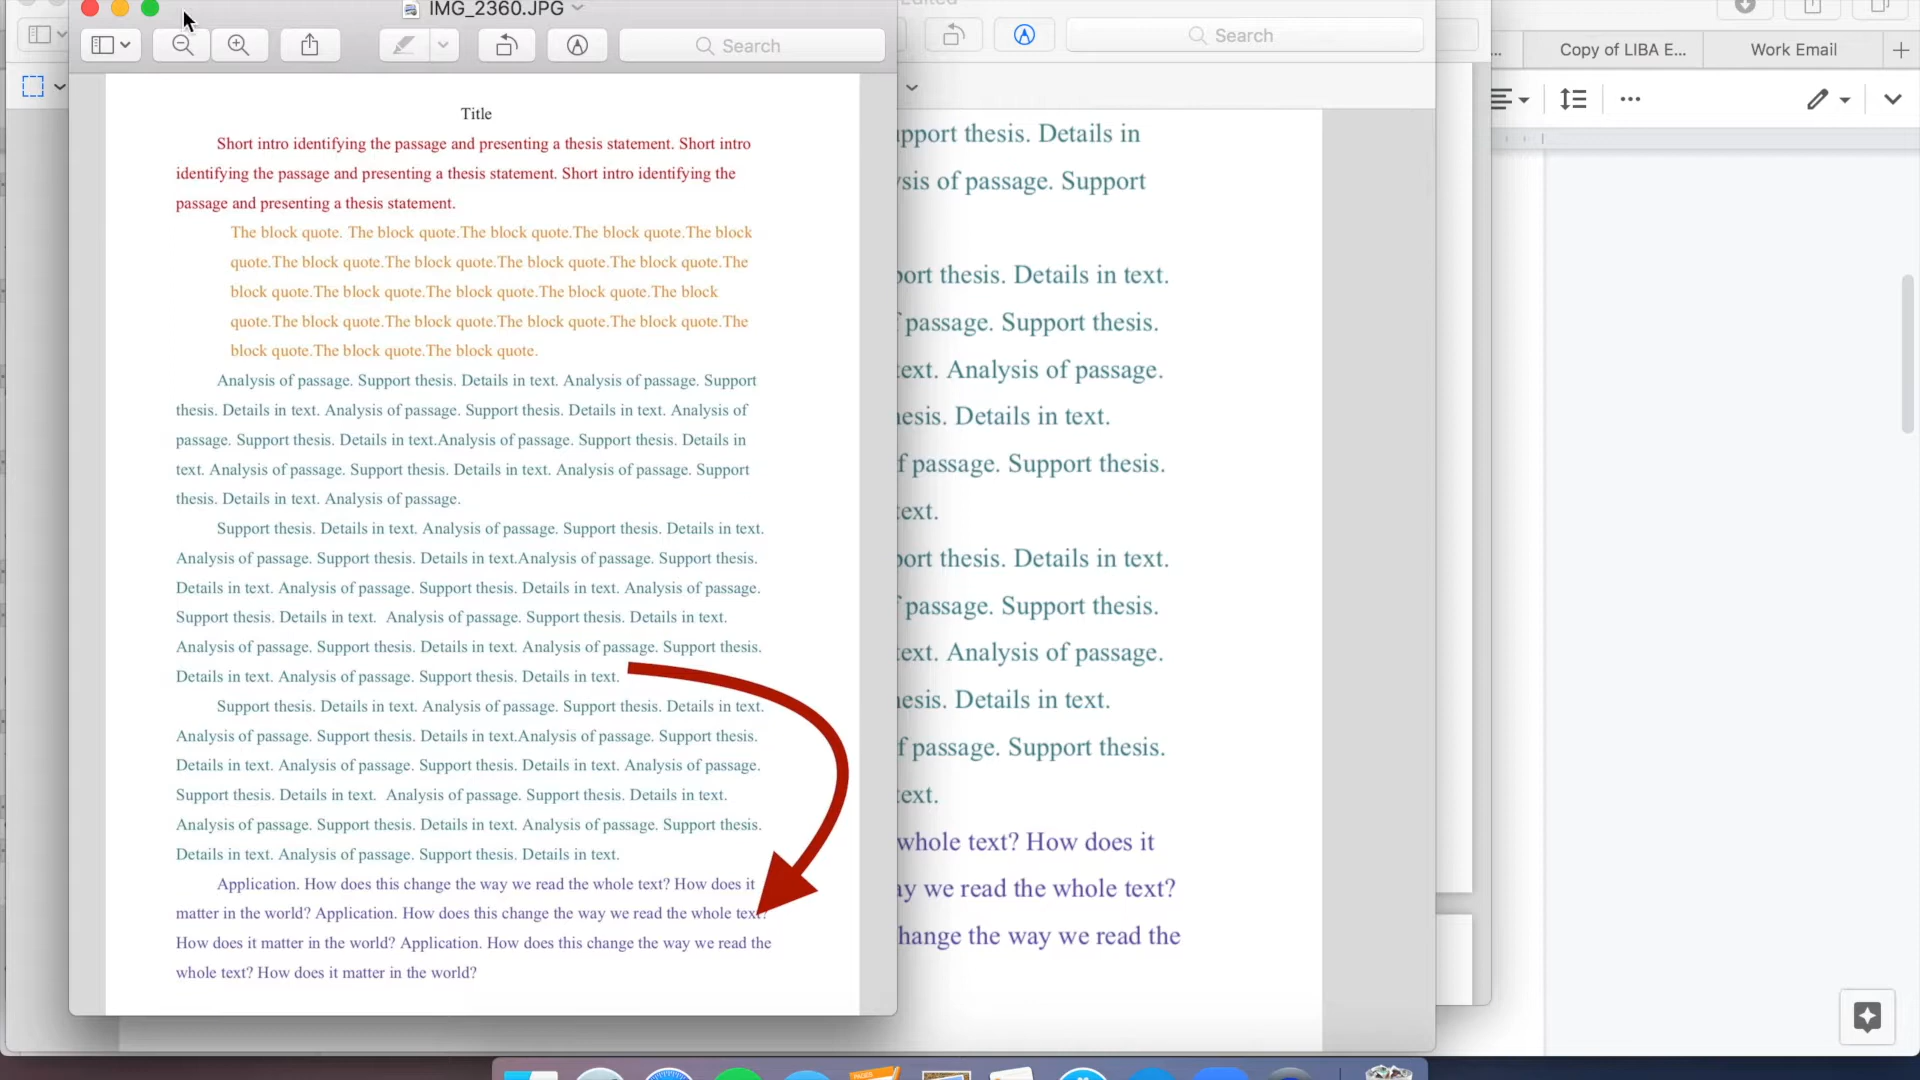 IMG_2360.JPG
Search
Edited
Search
...
Copy of LIBA E...
Work Email
Title
Short intro identifying the passage and presenting a thesis statement. Short intro
identifying the passage and presenting a thesis statement. Short intro identifying the
passage and presenting a thesis statement.
The block quote. The block quote.The block quote.The block quote.The block
quote.The block quote.The block quote.The block quote.The block quote.The
block quote.The block quote.The block quote.The block quote.The block
quote.The block quote.The block quote.The block quote.The block quote.The
block quote.The block quote.The block quote.
Analysis of passage. Support thesis. Details in text. Analysis of passage. Support
thesis. Details in text. Analysis of passage. Support thesis. Details in text. Analysis of
passage. Support thesis. Details in text.Analysis of passage. Support thesis. Details in
text. Analysis of passage. Support thesis. Details in text. Analysis of passage. Support
thesis. Details in text. Analysis of passage.
Support thesis. Details in text. Analysis of passage. Support thesis. Details in text.
Analysis of passage. Support thesis. Details in text.Analysis of passage. Support thesis.
Details in text. Analysis of passage. Support thesis. Details in text. Analysis of passage.
Support thesis. Details in text.  Analysis of passage. Support thesis. Details in text.
Analysis of passage. Support thesis. Details in text. Analysis of passage. Support thesis.
Details in text. Analysis of passage. Support thesis. Details in text.
Support thesis. Details in text. Analysis of passage. Support thesis. Details in text.
Analysis of passage. Support thesis. Details in text.Analysis of passage. Support thesis.
Details in text. Analysis of passage. Support thesis. Details in text. Analysis of passage.
Support thesis. Details in text.  Analysis of passage. Support thesis. Details in text.
Analysis of passage. Support thesis. Details in text. Analysis of passage. Support thesis.
Details in text. Analysis of passage. Support thesis. Details in text.
Application. How does this change the way we read the whole text? How does it
matter in the world? Application. How does this change the way we read the whole text?
How does it matter in the world? Application. How does this change the way we read the
whole text? How does it matter in the world?
pport thesis. Details in
sis of passage. Support
ort thesis. Details in text.
passage. Support thesis.
ext. Analysis of passage.
esis. Details in text.
f passage. Support thesis.
ext.
ort thesis. Details in text.
passage. Support thesis.
ext. Analysis of passage.
esis. Details in text.
f passage. Support thesis.
ext.
whole text? How does it
ay we read the whole text?
hange the way we read the
PAGES